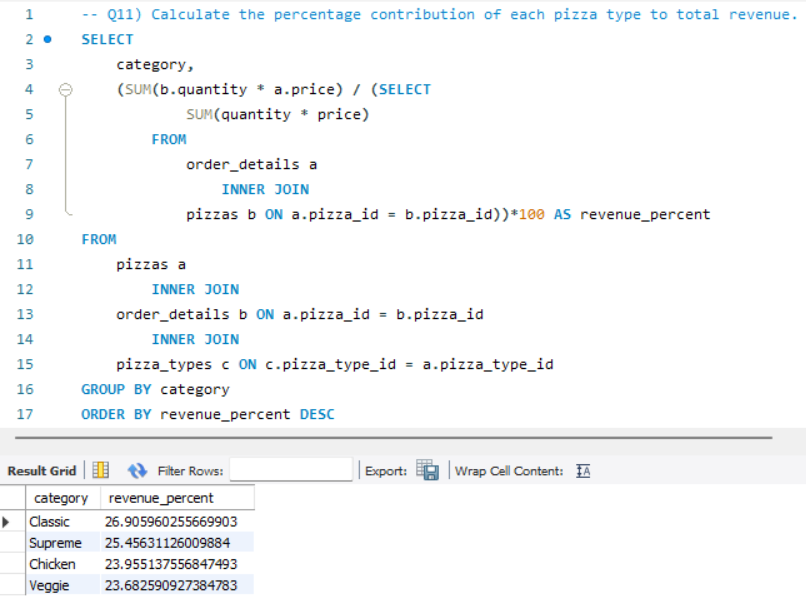 1 -- Q11) Calculate the percentage contribution of each pizza type to total revenue.
2 SELECT
3 category,
4 (SUM(b.quantity * a.price) / (SELECT
5 SUM(quantity * price)
6 FROM
7 order_details a
8 INNER JOIN
9 pizzas b ON a.pizza_id = b.pizza_id))*100 AS revenue_percent
10 FROM
11 pizzas a
12 INNER JOIN
13 order_details b ON a.pizza_id = b.pizza_id
14 INNER JOIN
15 pizza_types c ON c.pizza_type_id = a.pizza_type_id
16 GROUP BY category
17 ORDER BY revenue_percent DESC
Result Grid Filter Rows: Export: Wrap Cell Content: IA
category revenue_percent
Classic 26.905960255669903
Supreme 25.45631126009884
Chicken 23.955137556847493
Veggie 23.682590927384783